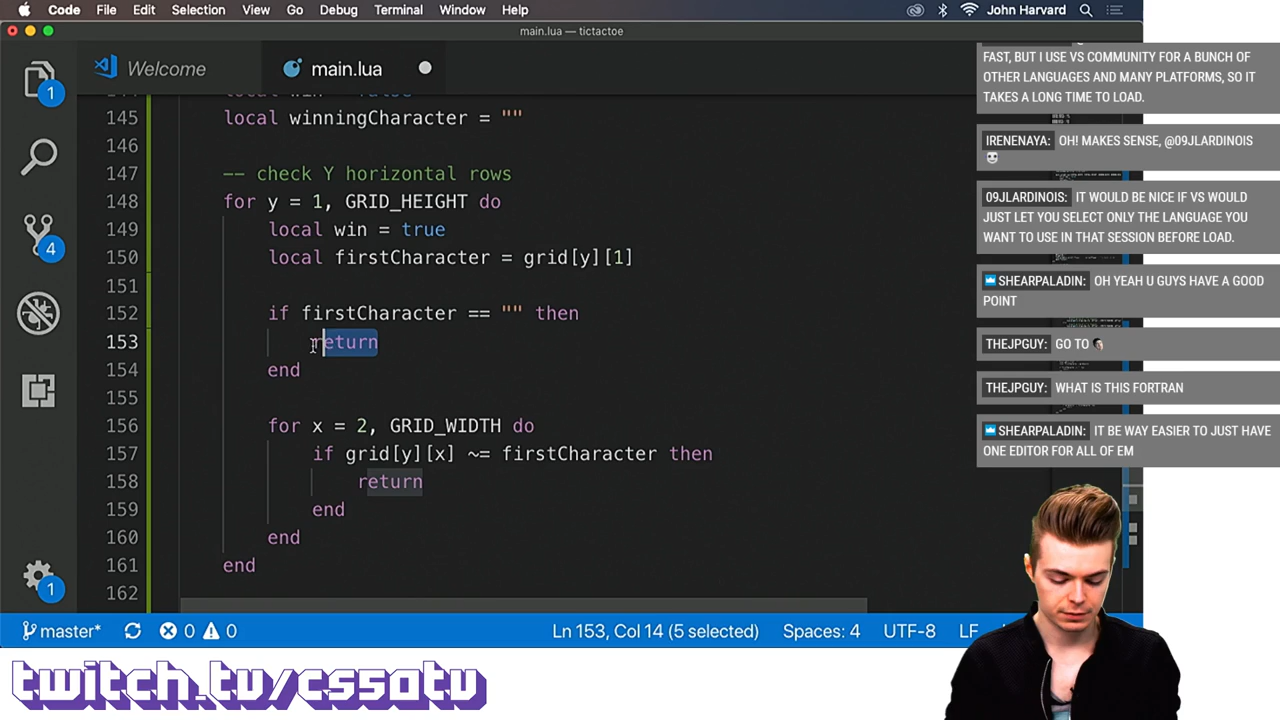 Code File Edit Selection View Go Debug Terminal Window Help John Harvard
main.lua — tictactoe
Welcome main.lua
145 local winningCharacter = ""
146
147 -- check Y horizontal rows
148 for y = 1, GRID_HEIGHT do
149 local win = true
150 local firstCharacter = grid[y][1]
151
152 if firstCharacter == "" then
153 return
154 end
155
156 for x = 2, GRID_WIDTH do
157 if grid[y][x] ~= firstCharacter then
158 return
159 end
160 end
161 end
162
1
4
1
master* 0 0 Ln 153, Col 14 (5 selected) Spaces: 4 UTF-8 LF
FAST, BUT I USE VS COMMUNITY FOR A BUNCH OF
OTHER LANGUAGES AND MANY PLATFORMS, SO IT
TAKES A LONG TIME TO LOAD.
IRENENAYA: OH! MAKES SENSE, @09JLARDINOIS
09JLARDINOIS: IT WOULD BE NICE IF VS WOULD
JUST LET YOU SELECT ONLY THE LANGUAGE YOU
WANT TO USE IN THAT SESSION BEFORE LOAD.
SHEARPALADIN: OH YEAH U GUYS HAVE A GOOD
POINT
THEJPGUY: GO TO
THEJPGUY: WHAT IS THIS FORTRAN
SHEARPALADIN: IT BE WAY EASIER TO JUST HAVE
ONE EDITOR FOR ALL OF EM
twitch.tv/cs50tv